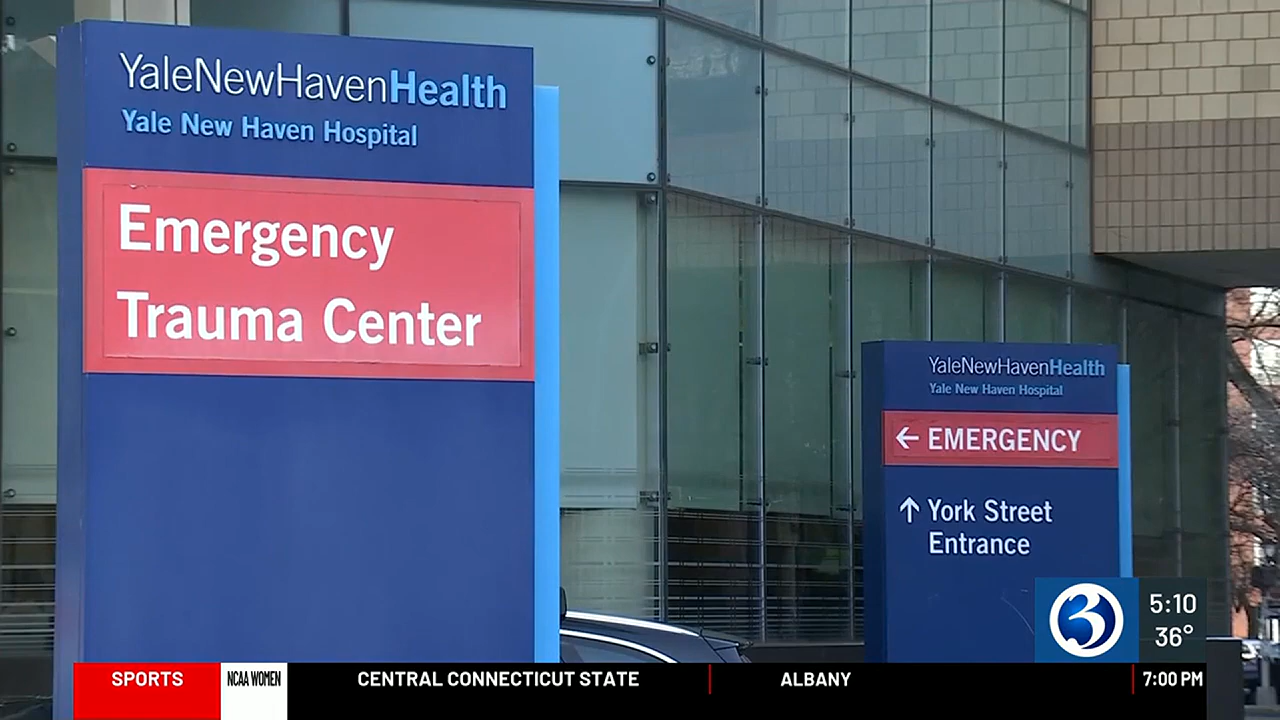 YaleNewHavenHealth
Yale New Haven Hospital
Emergency
Trauma Center
YaleNewHavenHealth
Yale New Haven Hospital
← EMERGENCY
↑ York Street
Entrance
3
5:10
36°
SPORTS
NCAA WOMEN
CENTRAL CONNECTICUT STATE
ALBANY
7:00 PM